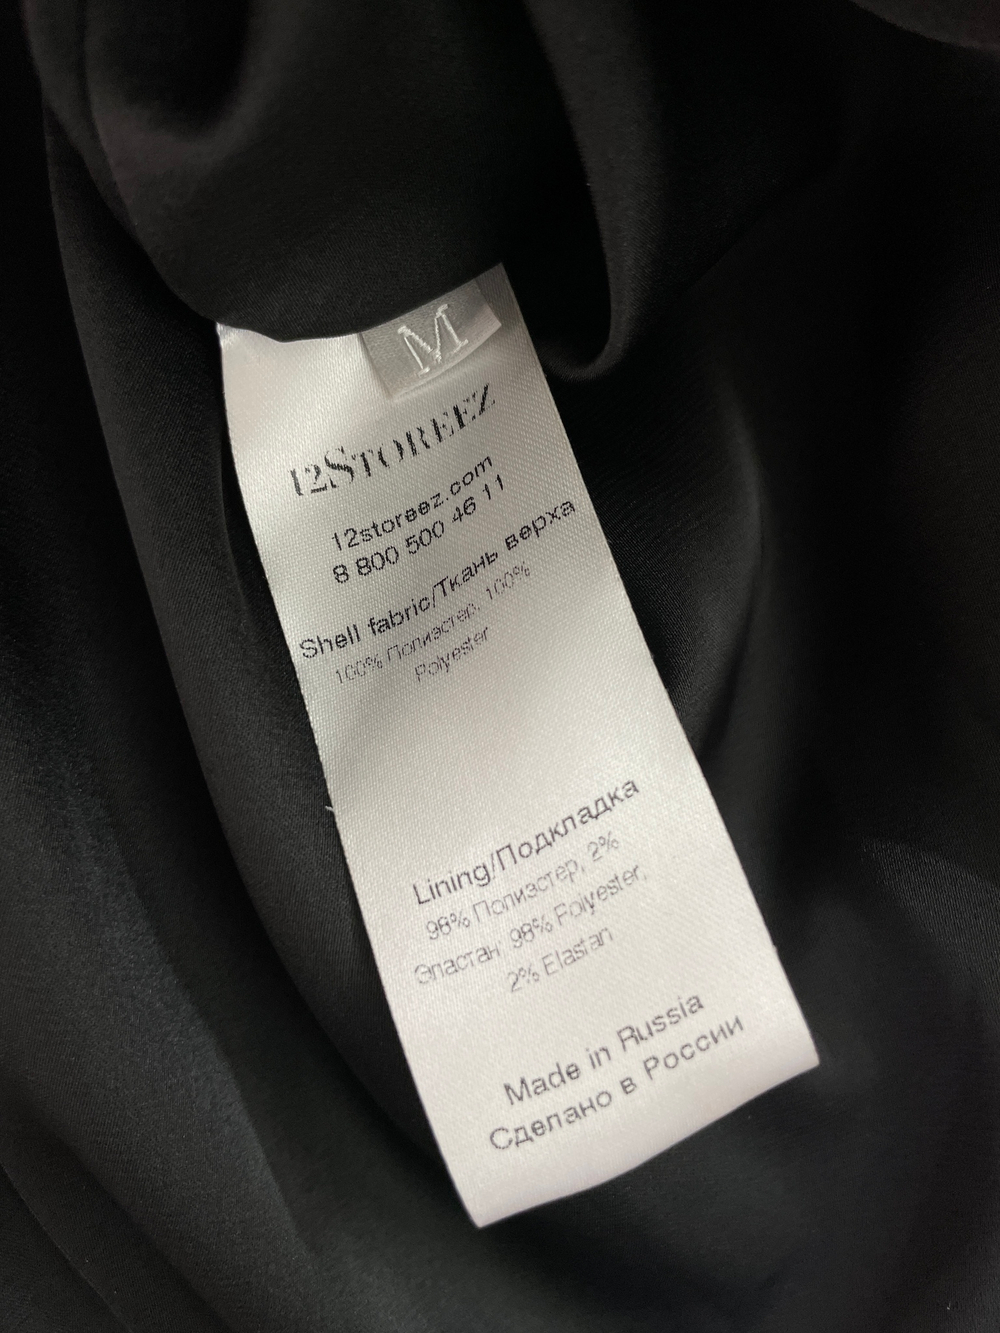 M
12STOREEZ
12storeez.com
8 800 500 46 11
Shell fabric/Ткань верха
100% Полиэстер, 100%
Polyester
Lining/Подкладка
98% Полиэстер, 2%
Эластан 98% Polyester,
2% Elastan
Made in Russia
Сделано в России